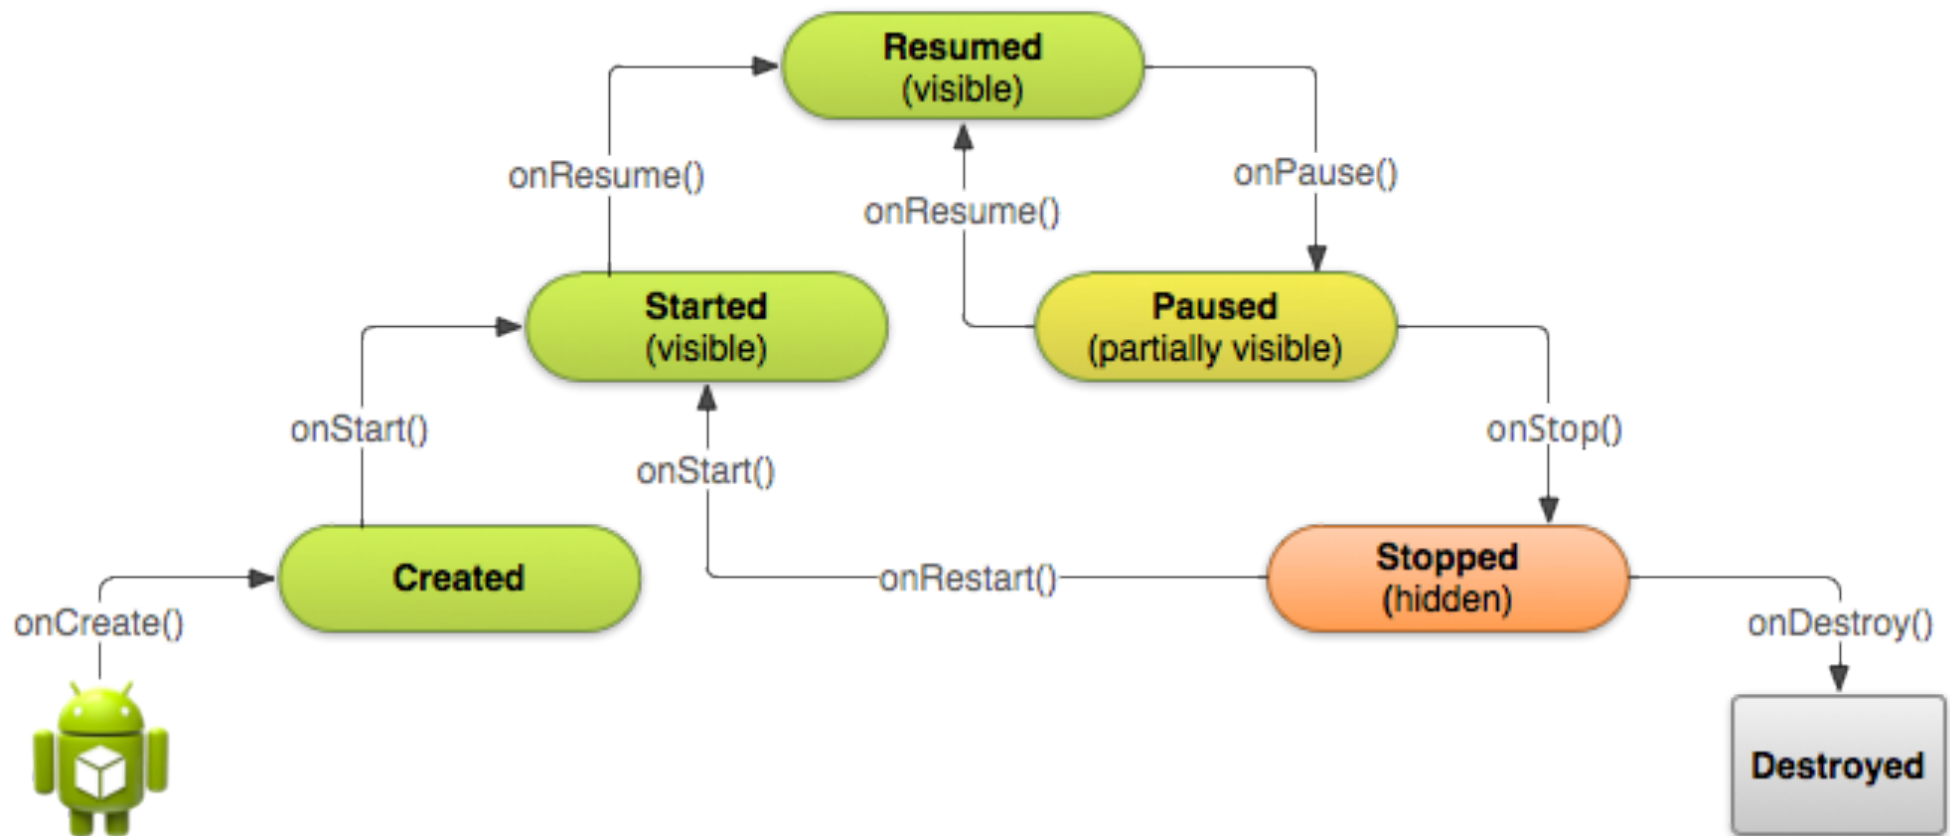 Resumed
(visible)
onResume()
onPause()
onResume()
Started
(visible)
Paused
(partially visible)
onStart()
onStop()
onStart()
Created
onRestart()
Stopped
(hidden)
onCreate()
onDestroy()
Destroyed